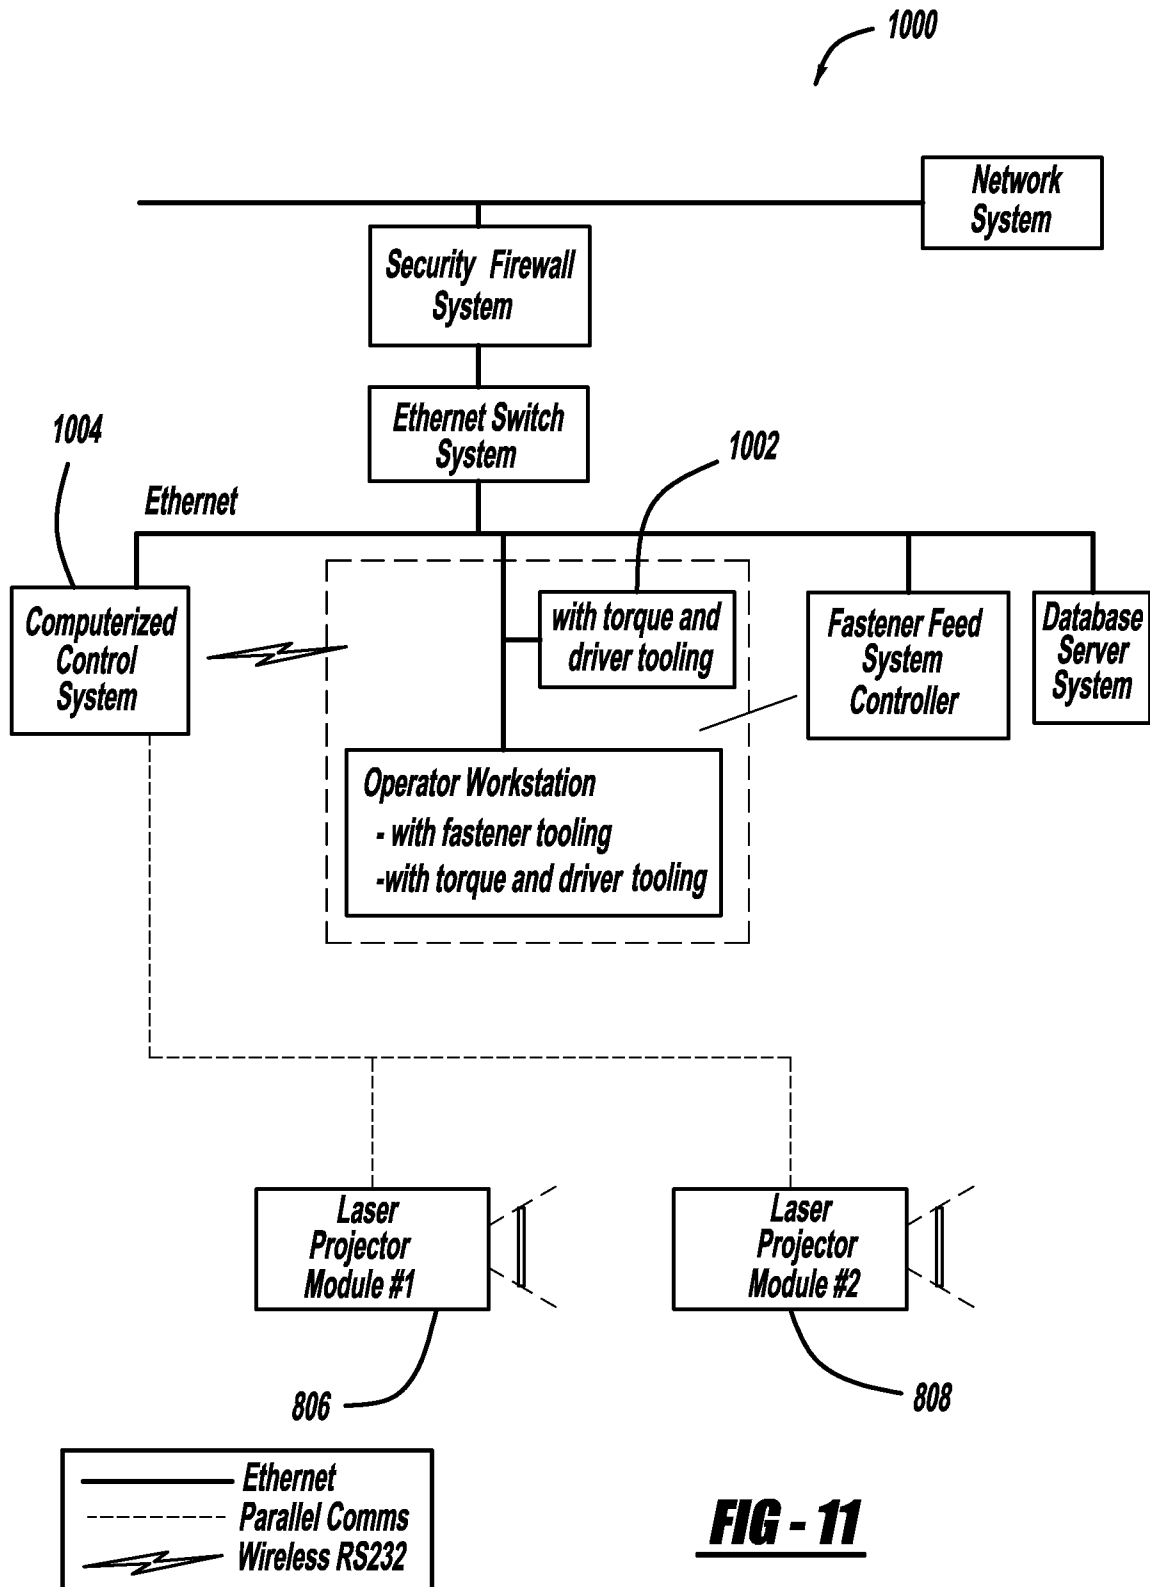 1000
Network
System
Security Firewall
System
Ethernet Switch
System
1004
1002
Ethernet
Computerized
Control
System
with torque and
driver tooling
Fastener Feed
System
Controller
Database
Server
System
Operator Workstation
- with fastener tooling
-with torque and driver tooling
Laser
Projector
Module #1
Laser
Projector
Module #2
806
808
Ethernet
Parallel Comms
Wireless RS232
FIG - 11